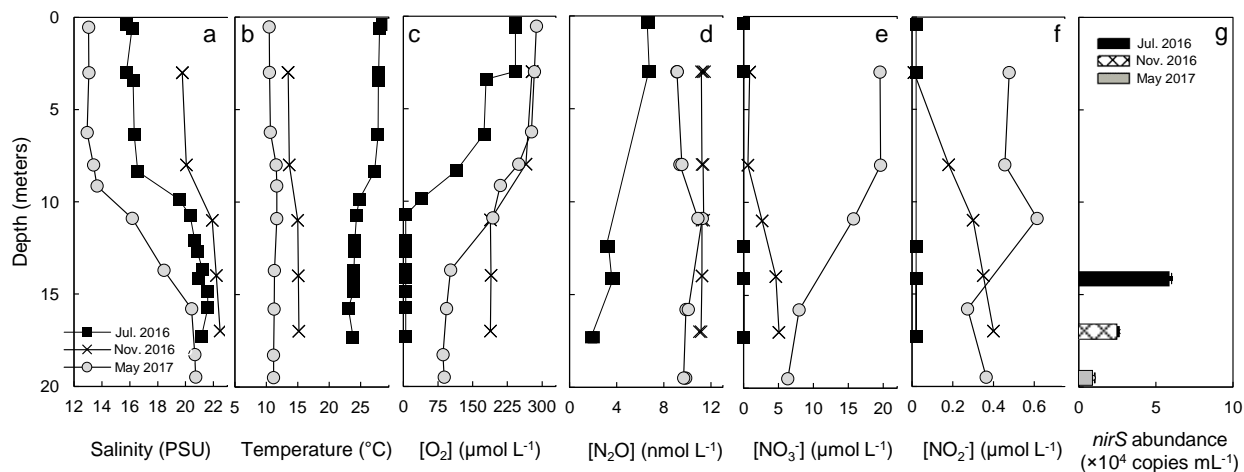 a b c d e f g
0
5
10
15
20
Depth (meters)
Jul. 2016
Nov. 2016
May 2017
Jul. 2016
Nov. 2016
May 2017
12 14 16 18 20 22
5 10 15 20 25
0 75 150 225 300
0 4 8 12
0 5 10 15 20
0 0.2 0.4 0.6
0 5 10
Salinity (PSU)
Temperature (°C)
[O₂] (µmol L⁻¹)
[N₂O] (nmol L⁻¹)
[NO₃⁻] (µmol L⁻¹)
[NO₂⁻] (µmol L⁻¹)
nirS abundance
(×10⁴ copies mL⁻¹)